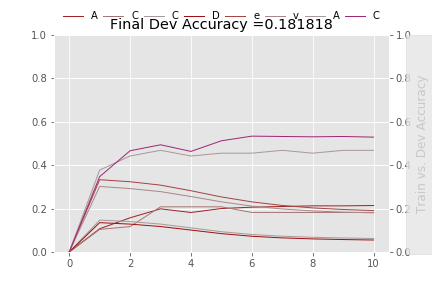 A C C D e v A C
Final Dev Accuracy =0.181818
1.0 1.0
0.8 0.8
0.6 0.6
0.4 0.4
0.2 0.2
0.0 0.0
0 2 4 6 8 10
Train vs. Dev Accuracy